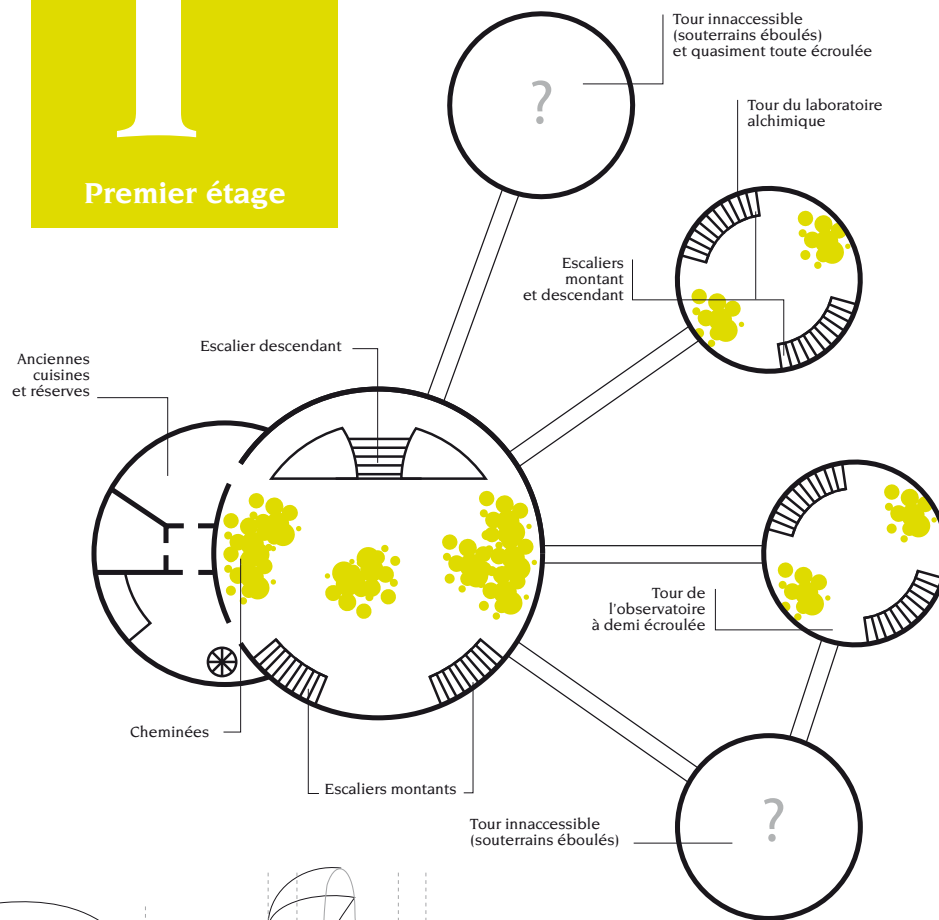 I
Premier étage
Tour innaccessible
(souterrains éboulés)
et quasiment toute écroulée
?
Tour du laboratoire
alchimique
Escaliers
montant
et descendant
Escalier descendant
Anciennes
cuisines
et réserves
Tour de
l'observatoire
à demi écroulée
Cheminées
Escaliers montants
Tour innaccessible
(souterrains éboulés)
?